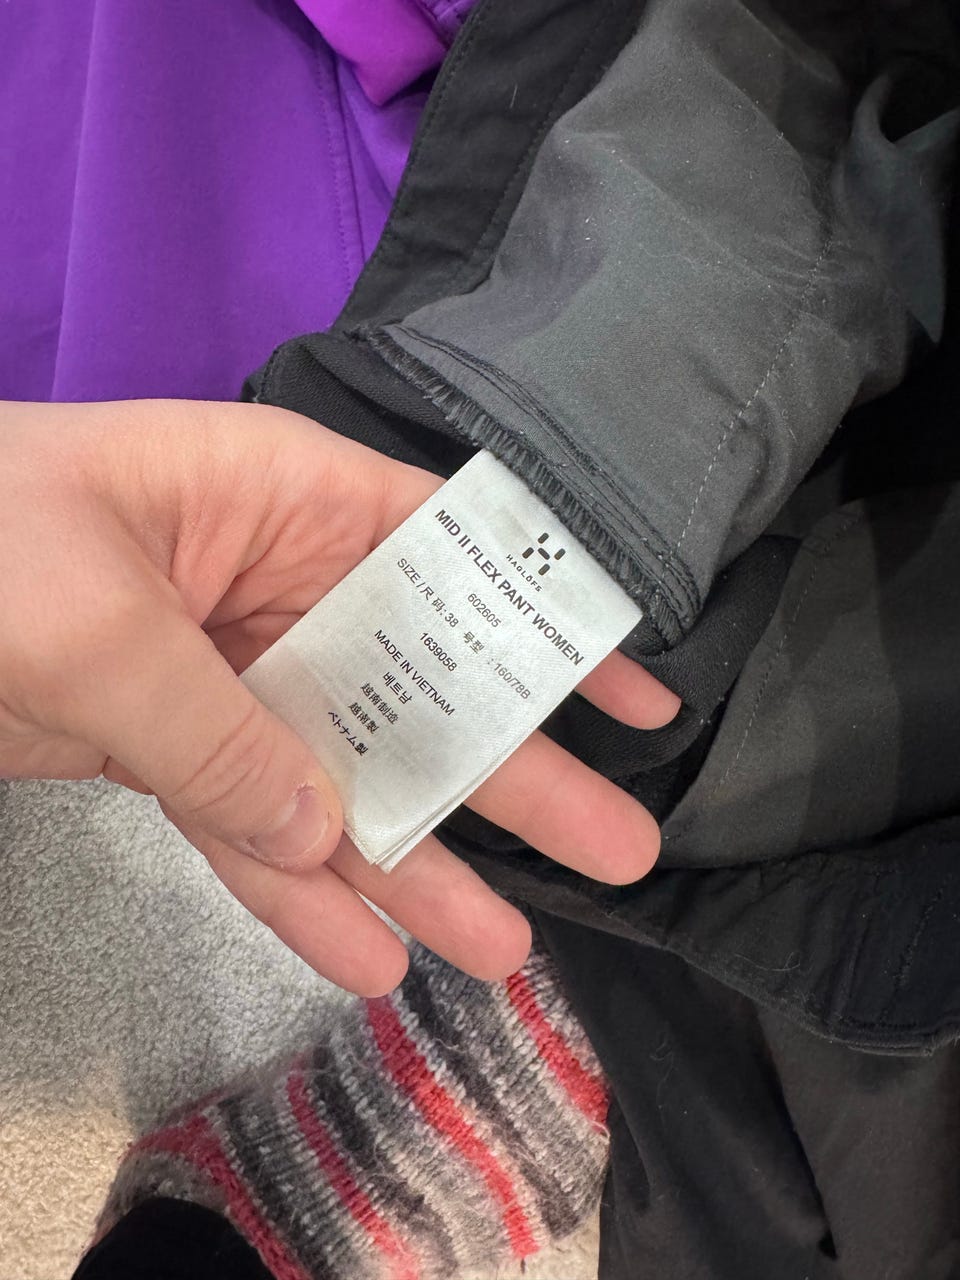 HAGLÖFS
MID II FLEX PANT WOMEN
602605
SIZE / 尺 码 : 38 号型 : 160/78B
1639058
MADE IN VIETNAM
베트남
越南制造
越南製
ベトナム製